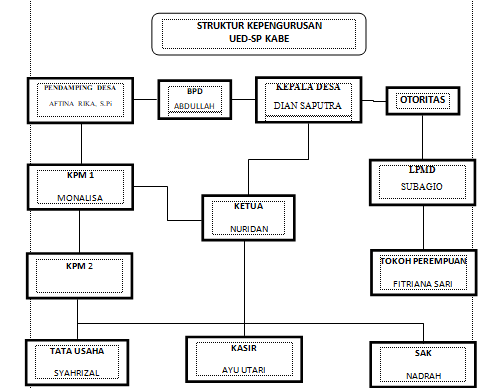 STRUKTUR KEPENGURUSAN
UED-SP KABE
PENDAMPING DESA
AFTINA RIKA, S.Pi
BPD
ABDULLAH
KEPALA DESA
DIAN SAPUTRA
OTORITAS
KPM 1
MONALISA
KETUA
NURIDAN
LPMD
SUBAGIO
KPM 2
TOKOH PEREMPUAN
FITRIANA SARI
TATA USAHA
SYAHRIZAL
KASIR
AYU UTARI
SAK
NADRAH